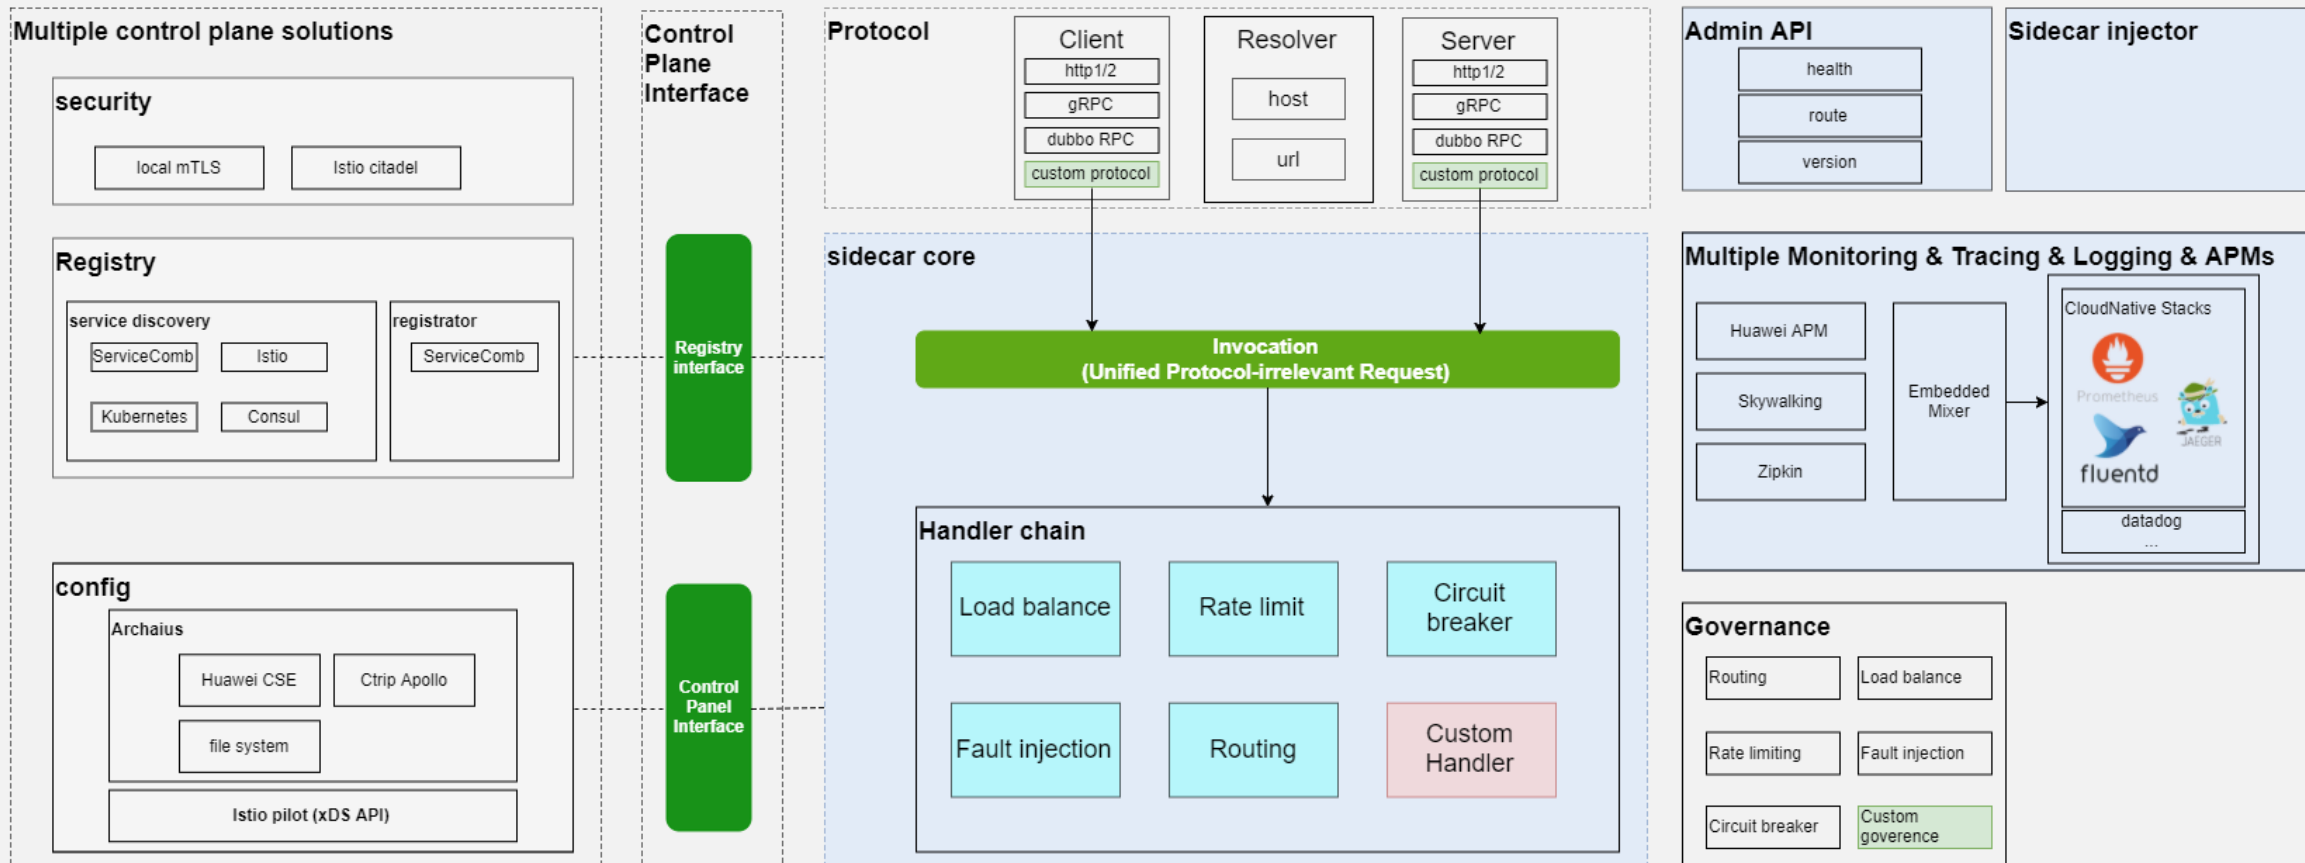 Multiple control plane solutions
security
local mTLS
Istio citadel
Registry
service discovery
ServiceComb
Istio
Kubernetes
Consul
registrator
ServiceComb
config
Archaius
Huawei CSE
Ctrip Apollo
file system
Istio pilot (xDS API)
Control
Plane
Interface
Registry
interface
Control
Panel
Interface
Protocol
Client
http1/2
gRPC
dubbo RPC
custom protocol
Resolver
host
url
Server
http1/2
gRPC
dubbo RPC
custom protocol
sidecar core
Invocation
(Unified Protocol-irrelevant Request)
Handler chain
Load balance
Rate limit
Circuit
breaker
Fault injection
Routing
Custom
Handler
Admin API
health
route
version
Sidecar injector
Multiple Monitoring & Tracing & Logging & APMs
Huawei APM
Skywalking
Zipkin
Embedded
Mixer
CloudNative Stacks
Prometheus
JAEGER
fluentd
datadog
...
Governance
Routing
Load balance
Rate limiting
Fault injection
Circuit breaker
Custom
goverence